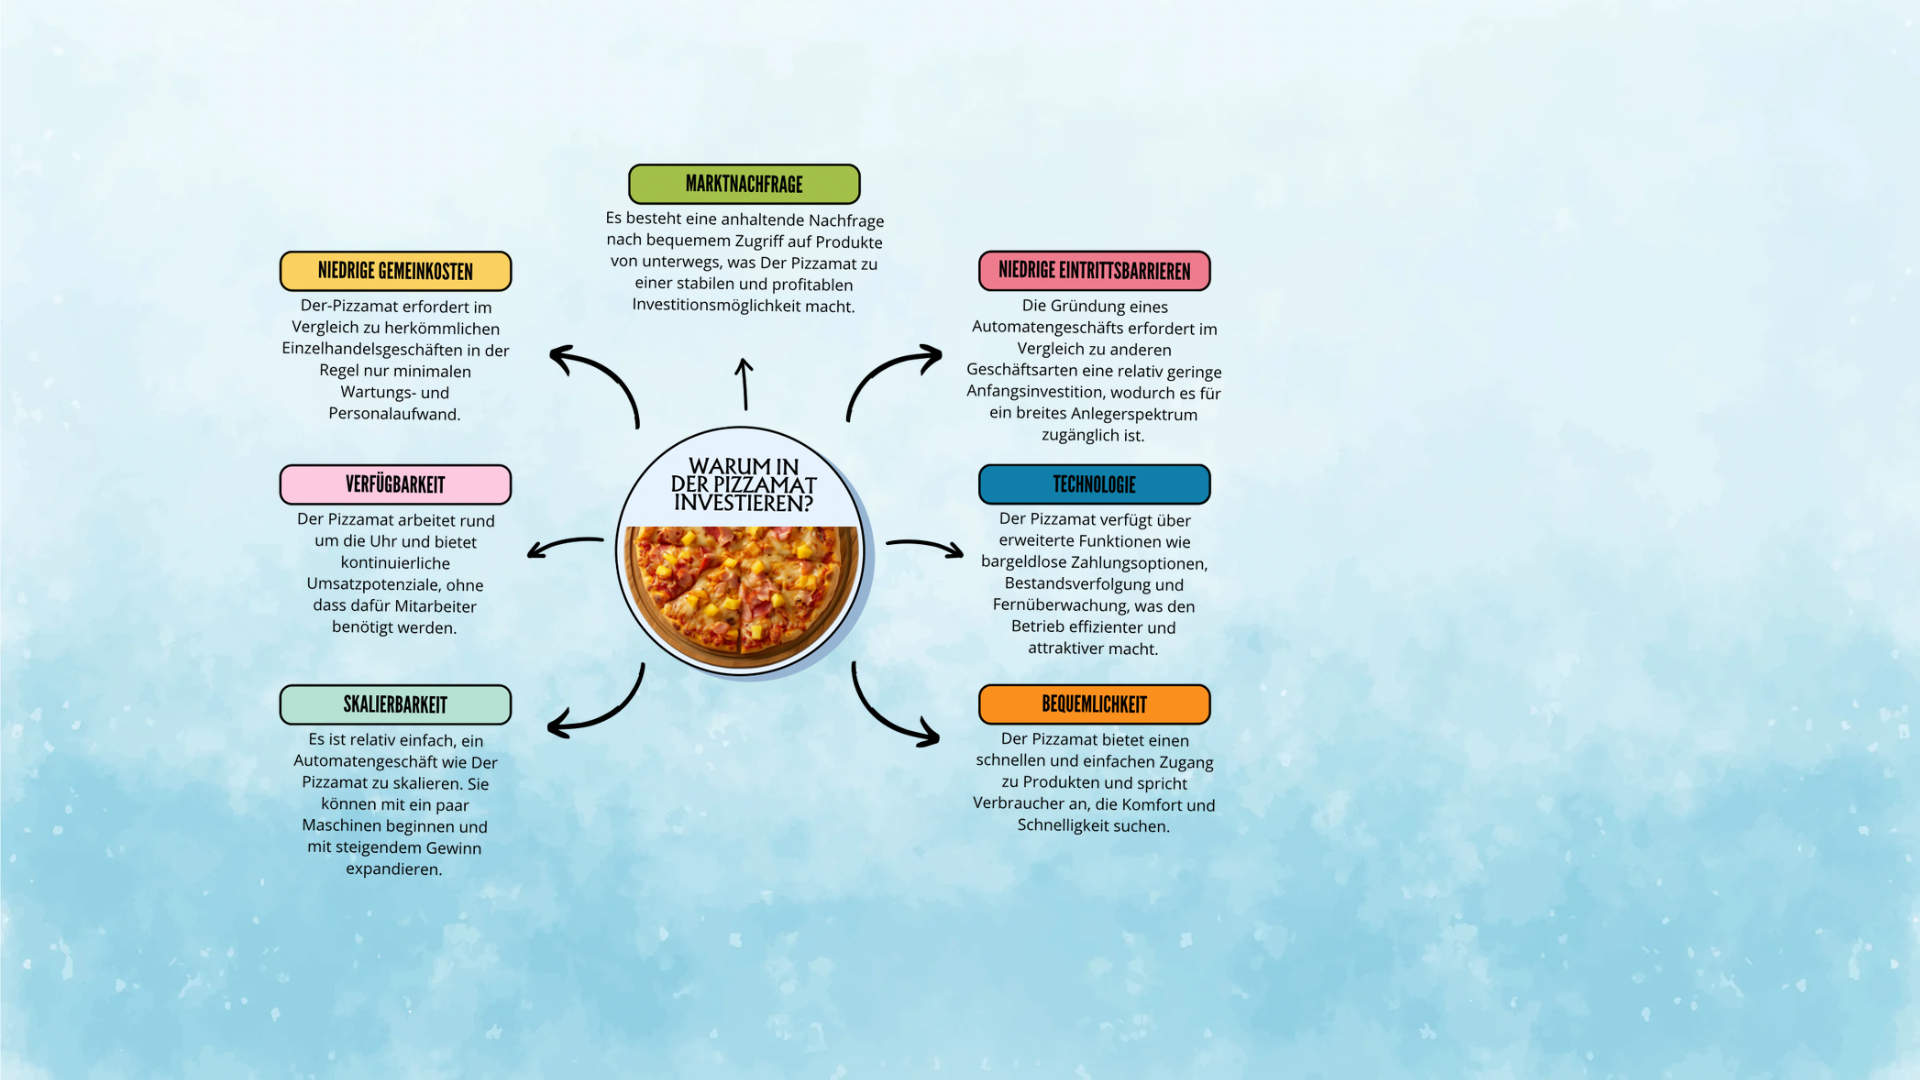 MARKTNACHFRAGE
Es besteht eine anhaltende Nachfrage
nach bequemem Zugriff auf Produkte
von unterwegs, was Der Pizzamat zu
einer stabilen und profitablen
Investitionsmöglichkeit macht.
NIEDRIGE GEMEINKOSTEN
Der-Pizzamat erfordert im
Vergleich zu herkömmlichen
Einzelhandelsgeschäften in der
Regel nur minimalen
Wartungs- und
Personalaufwand.
NIEDRIGE EINTRITTSBARRIEREN
Die Gründung eines
Automatengeschäfts erfordert im
Vergleich zu anderen
Geschäftsarten eine relativ geringe
Anfangsinvestition, wodurch es für
ein breites Anlegerspektrum
zugänglich ist.
WARUM IN
DER PIZZAMAT
INVESTIEREN?
VERFÜGBARKEIT
Der Pizzamat arbeitet rund
um die Uhr und bietet
kontinuierliche
Umsatzpotenziale, ohne
dass dafür Mitarbeiter
benötigt werden.
TECHNOLOGIE
Der Pizzamat verfügt über
erweiterte Funktionen wie
bargeldlose Zahlungsoptionen,
Bestandsverfolgung und
Fernüberwachung, was den
Betrieb effizienter und
attraktiver macht.
SKALIERBARKEIT
Es ist relativ einfach, ein
Automatengeschäft wie Der
Pizzamat zu skalieren. Sie
können mit ein paar
Maschinen beginnen und
mit steigendem Gewinn
expandieren.
BEQUEMLICHKEIT
Der Pizzamat bietet einen
schnellen und einfachen Zugang
zu Produkten und spricht
Verbraucher an, die Komfort und
Schnelligkeit suchen.